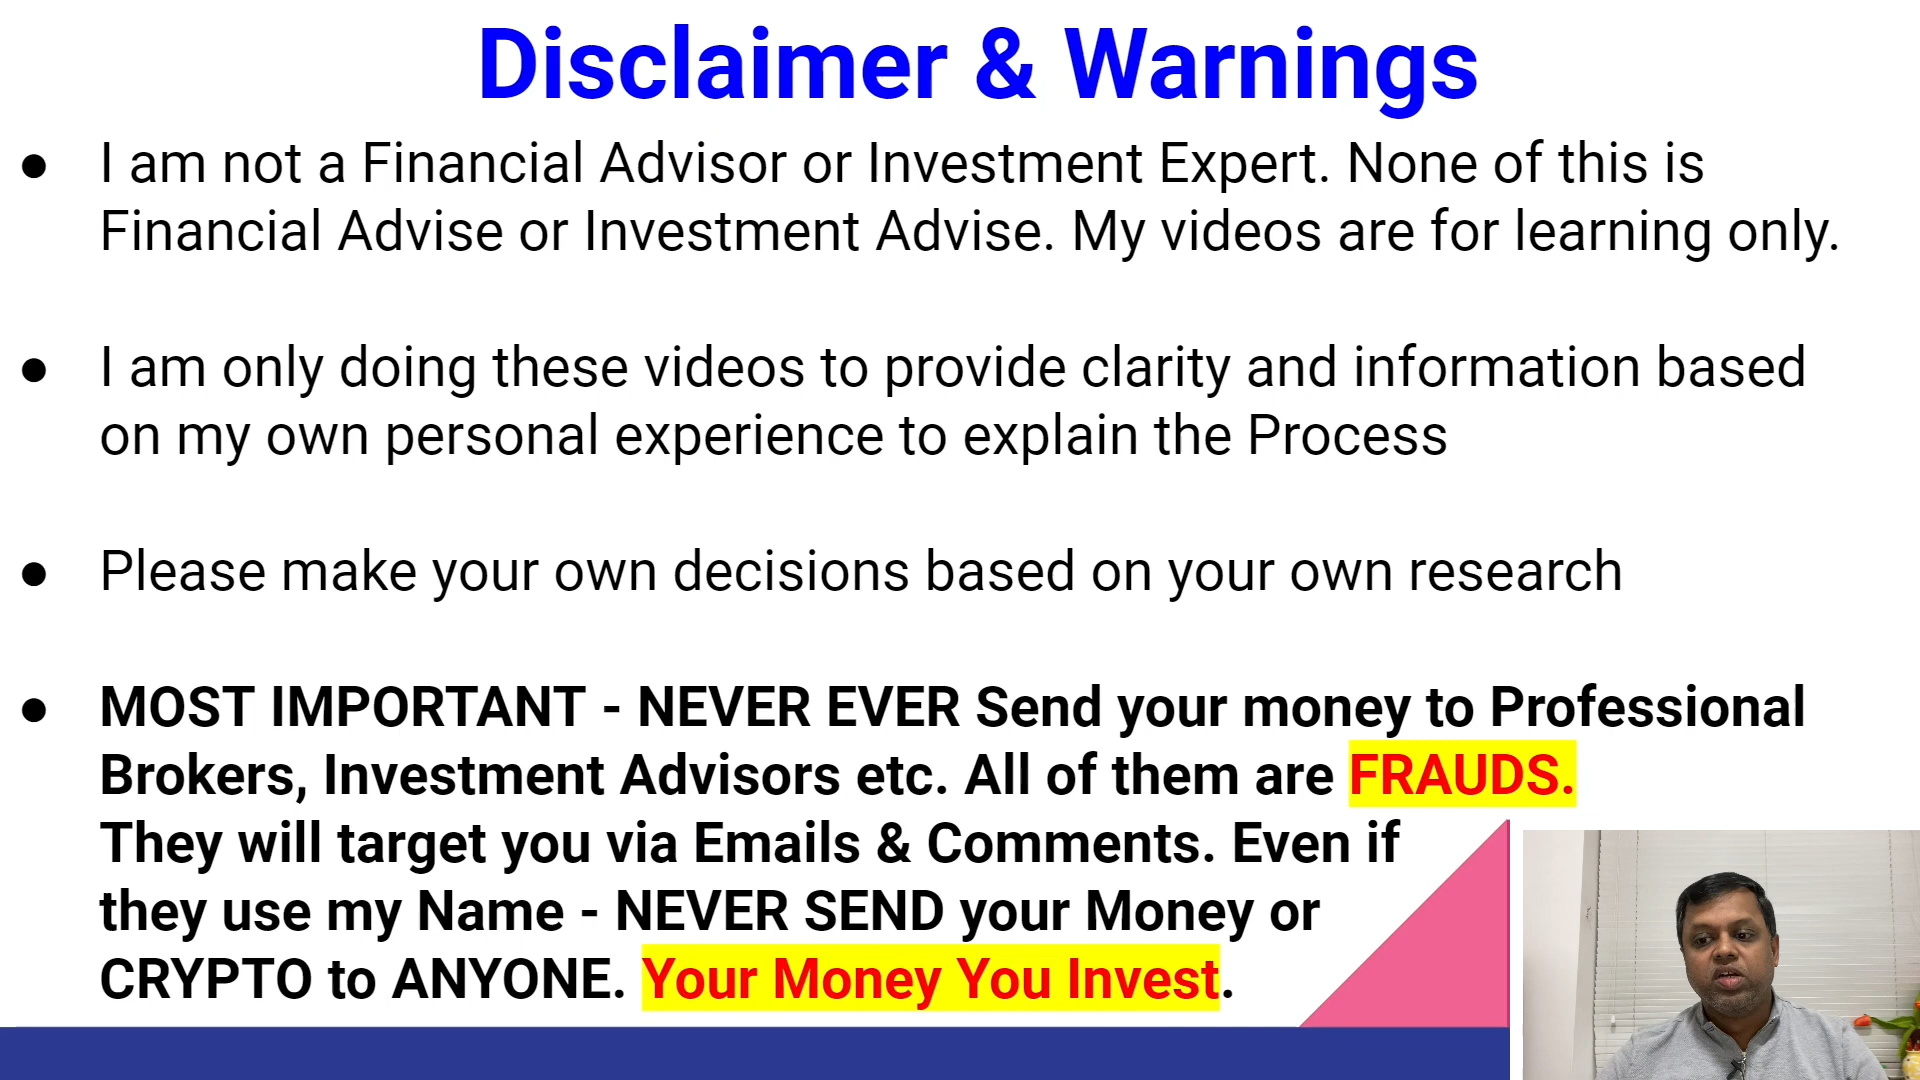 Disclaimer & Warnings
● I am not a Financial Advisor or Investment Expert. None of this is
Financial Advise or Investment Advise. My videos are for learning only.
● I am only doing these videos to provide clarity and information based
on my own personal experience to explain the Process
● Please make your own decisions based on your own research
● MOST IMPORTANT - NEVER EVER Send your money to Professional
Brokers, Investment Advisors etc. All of them are FRAUDS.
They will target you via Emails & Comments. Even if
they use my Name - NEVER SEND your Money or
CRYPTO to ANYONE. Your Money You Invest.